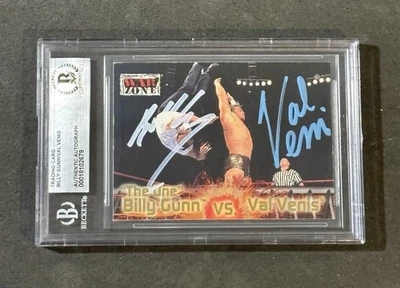 TRADING CARD
BILLY GUNN/VAL VENIS
AUTHENTIC AUTOGRAPH
00018102679
BECKETT
WAR
ZONE
Val
Venis
"The One"
Billy Gunn
VS.
Val Venis